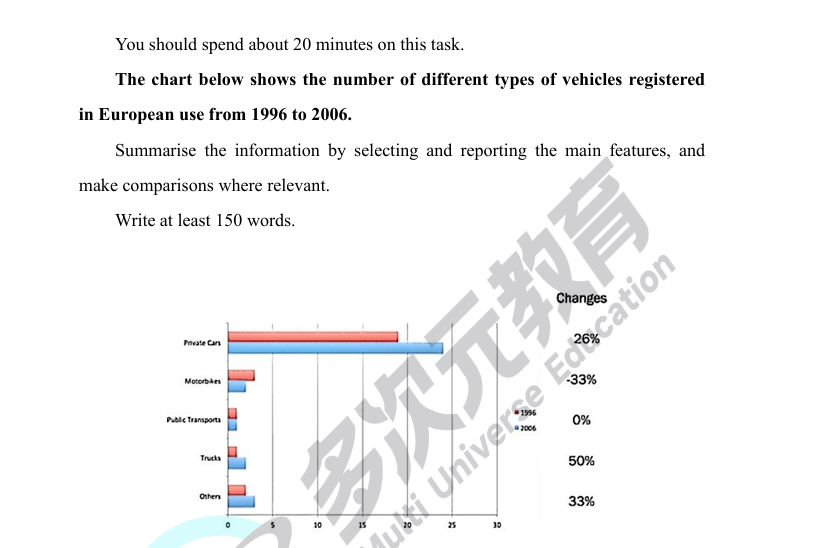 You should spend about 20 minutes on this task.
The chart below shows the number of different types of vehicles registered
in European use from 1996 to 2006.
Summarise the information by selecting and reporting the main features, and
make comparisons where relevant.
Write at least 150 words.
Changes
Private Cars
26%
Motorbikes
-33%
Public Transports
0%
1996
2006
Trucks
50%
Others
33%
0 5 10 15 20 25 30
多次元教育
Multi Universe Education